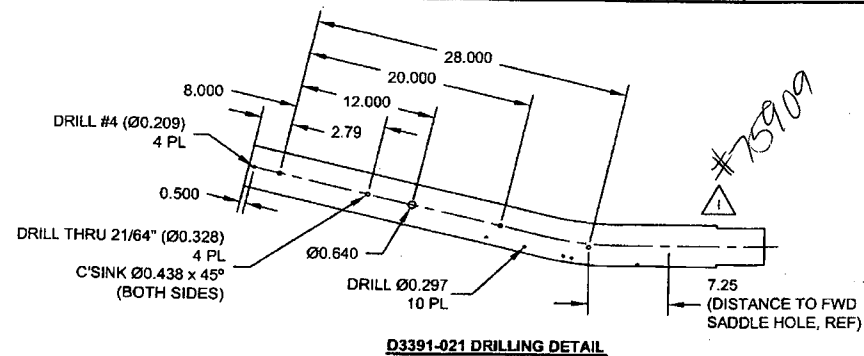 28.000
20.000
8.000
12.000
2.79
DRILL #4 (Ø0.209)
4 PL
#75909
1
0.500
DRILL THRU 21/64" (Ø0.328)
4 PL
C'SINK Ø0.438 x 45º
(BOTH SIDES)
Ø0.640
DRILL Ø0.297
10 PL
7.25
(DISTANCE TO FWD
SADDLE HOLE, REF)
D3391-021 DRILLING DETAIL